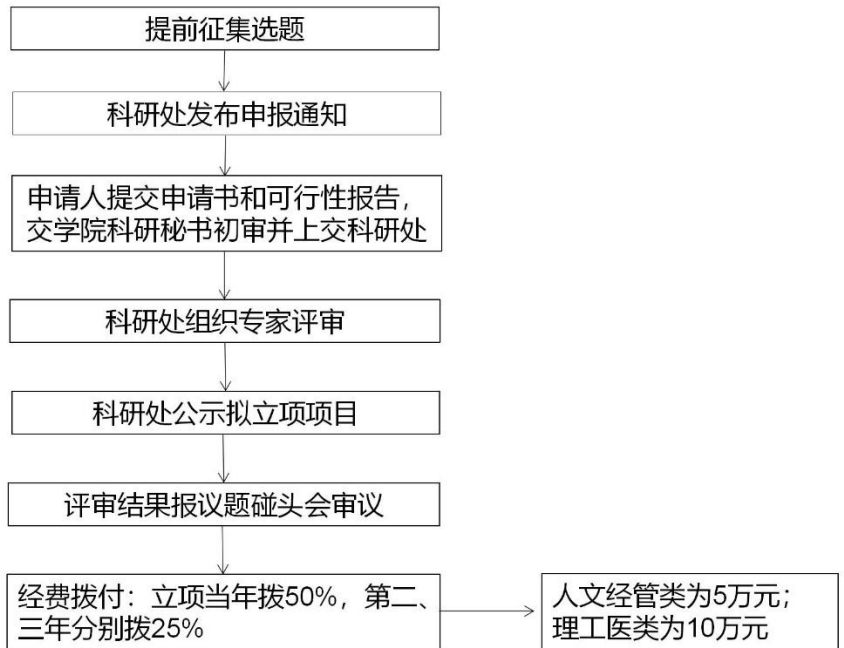 提前征集选题
科研处发布申报通知
申请人提交申请书和可行性报告，
交学院科研秘书初审并上交科研处
科研处组织专家评审
科研处公示拟立项项目
评审结果报议题碰头会审议
经费拨付：立项当年拨50%，第二、
三年分别拨25%
人文经管类为5万元；
理工医类为10万元